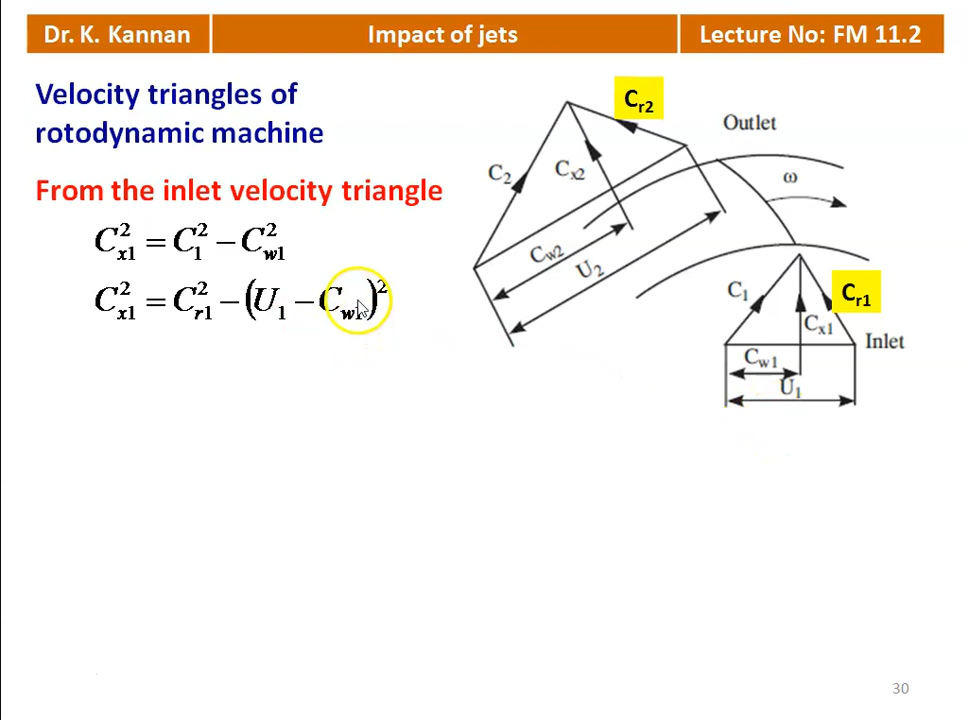 Dr. K. Kannan
Impact of jets
Lecture No: FM 11.2
Velocity triangles of
rotodynamic machine
From the inlet velocity triangle
C²ₓ₁ = C²₁ − C²w₁
C²ₓ₁ = C²r₁ − (U₁ − Cw₁)²
Cr2
Outlet
C₂
Cx2
ω
Cw2
U₂
C₁
Cr1
Cx1
Inlet
Cw1
U₁
30